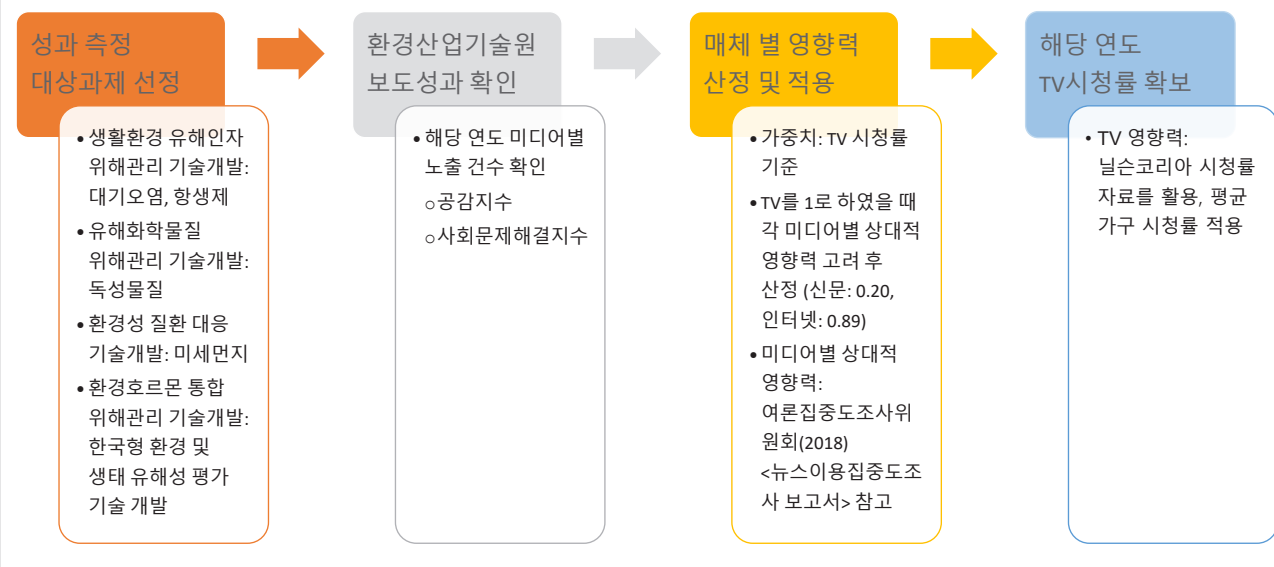 성과 측정
대상과제 선정
• 생활환경 유해인자
위해관리 기술개발:
대기오염, 항생제
• 유해화학물질
위해관리 기술개발:
독성물질
• 환경성 질환 대응
기술개발: 미세먼지
• 환경호르몬 통합
위해관리 기술개발:
한국형 환경 및
생태 유해성 평가
기술 개발
환경산업기술원
보도성과 확인
• 해당 연도 미디어별
노출 건수 확인
o공감지수
o사회문제해결지수
매체 별 영향력
산정 및 적용
• 가중치: TV 시청률
기준
• TV를 1로 하였을 때
각 미디어별 상대적
영향력 고려 후
산정 (신문: 0.20,
인터넷: 0.89)
• 미디어별 상대적
영향력:
여론집중도조사위
원회(2018)
<뉴스이용집중도조
사 보고서> 참고
해당 연도
TV시청률 확보
• TV 영향력:
닐슨코리아 시청률
자료를 활용, 평균
가구 시청률 적용